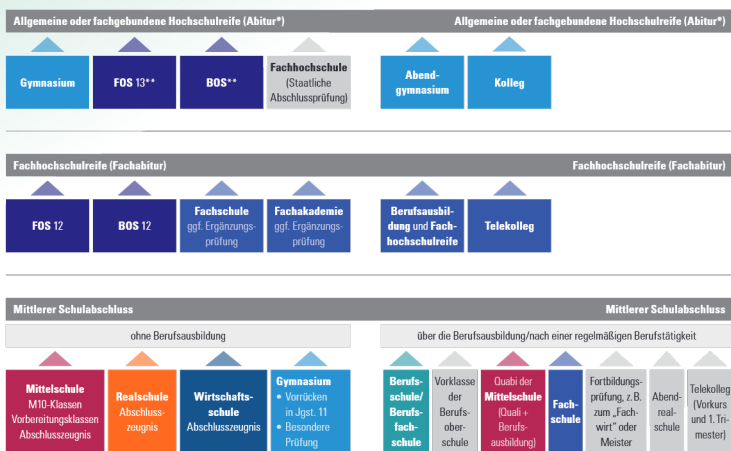 Allgemeine oder fachgebundene Hochschulreife (Abitur*)
Allgemeine oder fachgebundene Hochschulreife (Abitur*)
Gymnasium
FOS 13**
BOS**
Fachhochschule
(Staatliche
Abschlussprüfung)
Abend-
gymnasium
Kolleg
Fachhochschulreife (Fachabitur)
Fachhochschulreife (Fachabitur)
FOS 12
BOS 12
Fachschule
ggf. Ergänzungs-
prüfung
Fachakademie
ggf. Ergänzungs-
prüfung
Berufsausbil-
dung und Fach-
hochschulreife
Telekolleg
Mittlerer Schulabschluss
Mittlerer Schulabschluss
ohne Berufsausbildung
über die Berufsausbildung/nach einer regelmäßigen Berufstätigkeit
Mittelschule
M10-Klassen
Vorbereitungsklassen
Abschlusszeugnis
Realschule
Abschluss-
zeugnis
Wirtschafts-
schule
Abschlusszeugnis
Gymnasium
• Vorrücken
in Jgst. 11
• Besondere
Prüfung
Berufs-
schule/
Berufs-
fach-
schule
Vorklasse
der
Berufs-
ober-
schule
Quabi der
Mittelschule
(Quali +
Berufs-
ausbildung)
Fach-
schule
Fortbildungs-
prüfung, z. B.
zum „Fach-
wirt" oder
Meister
Abend-
real-
schule
Telekolleg
(Vorkurs
und 1. Tri-
mester)